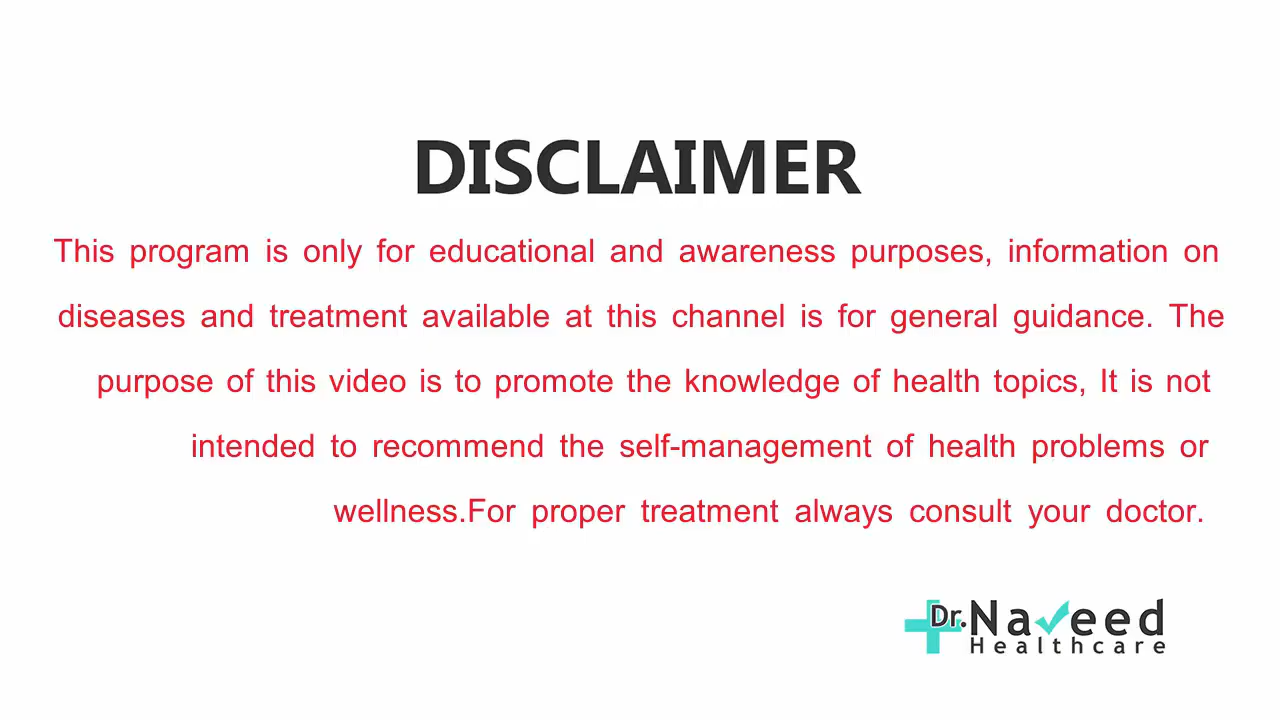 DISCLAIMER
This program is only for educational and awareness purposes, information on
diseases and treatment available at this channel is for general guidance. The
purpose of this video is to promote the knowledge of health topics, It is not
intended to recommend the self-management of health problems or
wellness.For proper treatment always consult your doctor.
Dr.Naveed
Healthcare